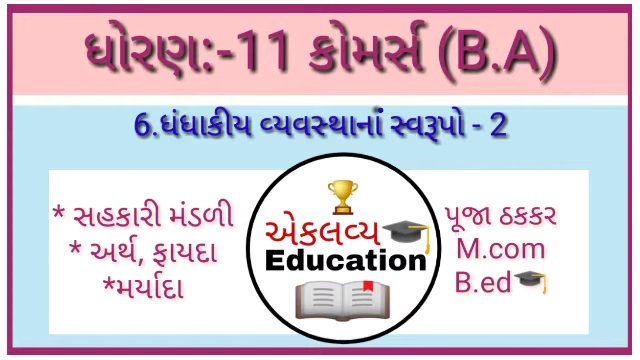 ધોરણ:-11 કોમર્સ (B.A)
6.ધંધાકીય વ્યવસ્થાનાં સ્વરૂપો - 2
* સહકારી મંડળી
* અર્થ, ફાયદા
*મર્યાદા
એકલવ્ય
Education
પૂજા ઠકકર
M.com
B.ed